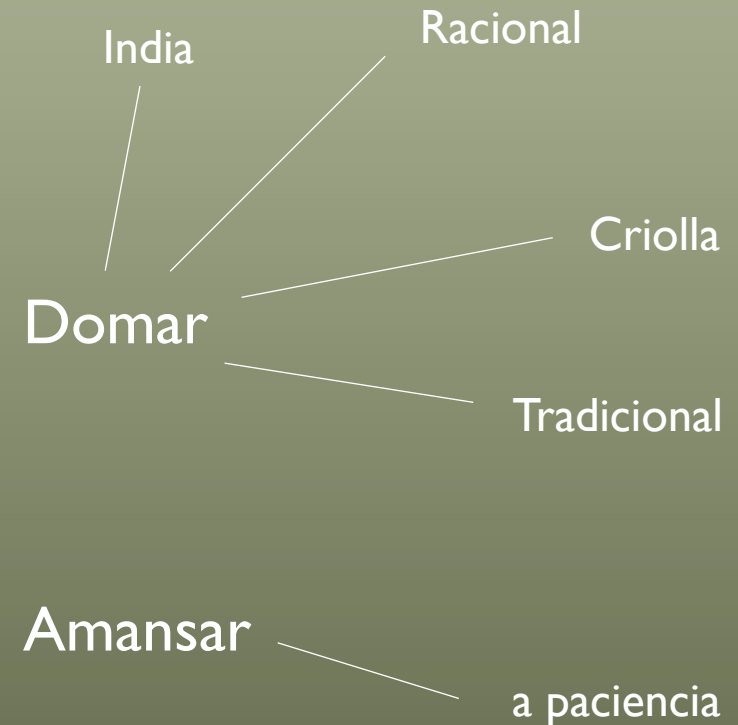 India
Racional
Criolla
Domar
Tradicional
Amansar
a paciencia